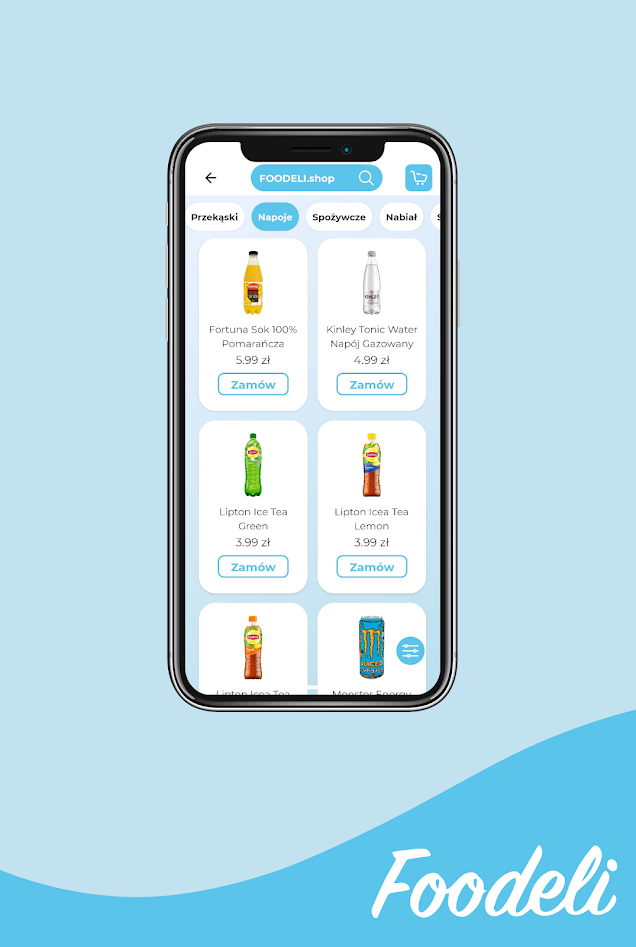 FOODELI.shop
Przekąski Napoje Spożywcze Nabiał
Fortuna Sok 100%
Pomarańcza
5.99 zł
Zamów
Kinley Tonic Water
Napój Gazowany
4.99 zł
Zamów
KINLEY
Lipton Ice Tea
Green
3.99 zł
Zamów
Lipton Icea Tea
Lemon
3.99 zł
Zamów
Lipton Icea Tea
Monster Energy
Foodeli